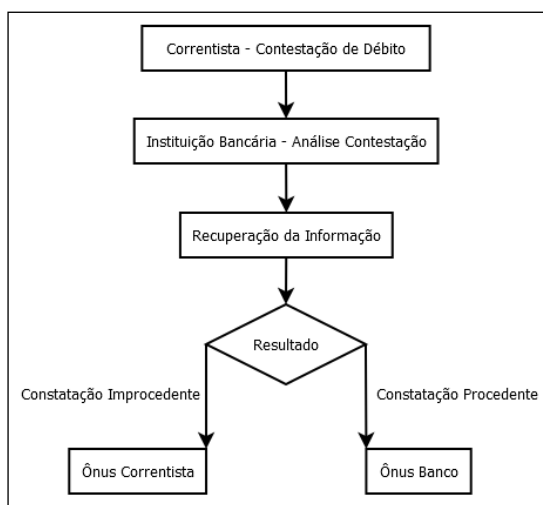 Correntista - Contestação de Débito
Instituição Bancária - Análise Contestação
Recuperação da Informação
Resultado
Constatação Improcedente
Constatação Procedente
Ônus Correntista
Ônus Banco